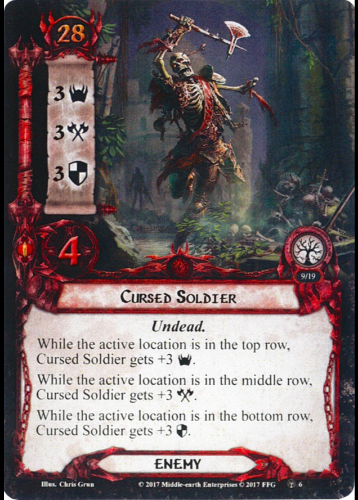 28
3
3
3
4
9/19
CURSED SOLDIER
Undead.
While the active location is in the top row,
Cursed Soldier gets +3 .
While the active location is in the middle row,
Cursed Soldier gets +3 .
While the active location is in the bottom row,
Cursed Soldier gets +3 .
ENEMY
Illus. Chris Grun © 2017 Middle-earth Enterprises © 2017 FFG 6